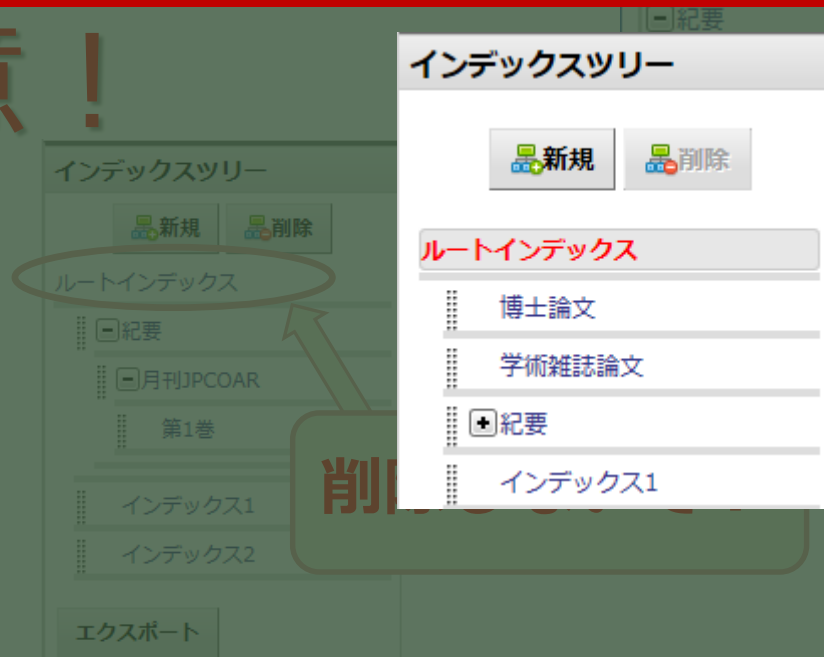 紀要
！
インデックスツリー
新規 削除
ルートインデックス
紀要
月刊JPCOAR
第1巻
インデックス1
インデックス2
エクスポート
インデックスツリー
新規 削除
ルートインデックス
博士論文
学術雑誌論文
紀要
インデックス1